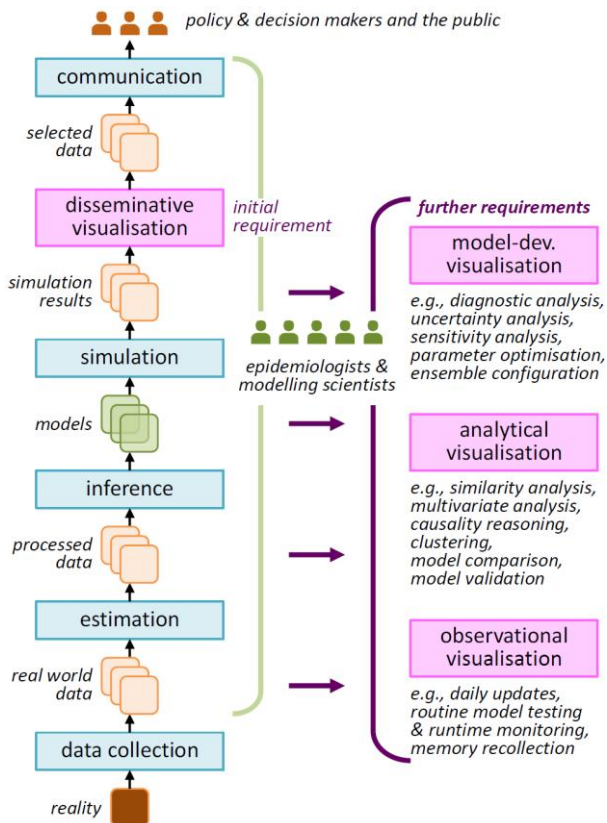 policy & decision makers and the public
communication
selected
data
disseminative
visualisation
simulation
results
simulation
models
inference
processed
data
estimation
real world
data
data collection
reality
initial
requirement
epidemiologists &
modelling scientists
further requirements
model-dev.
visualisation
e.g., diagnostic analysis,
uncertainty analysis,
sensitivity analysis,
parameter optimisation,
ensemble configuration
analytical
visualisation
e.g., similarity analysis,
multivariate analysis,
causality reasoning,
clustering,
model comparison,
model validation
observational
visualisation
e.g., daily updates,
routine model testing
& runtime monitoring,
memory recollection